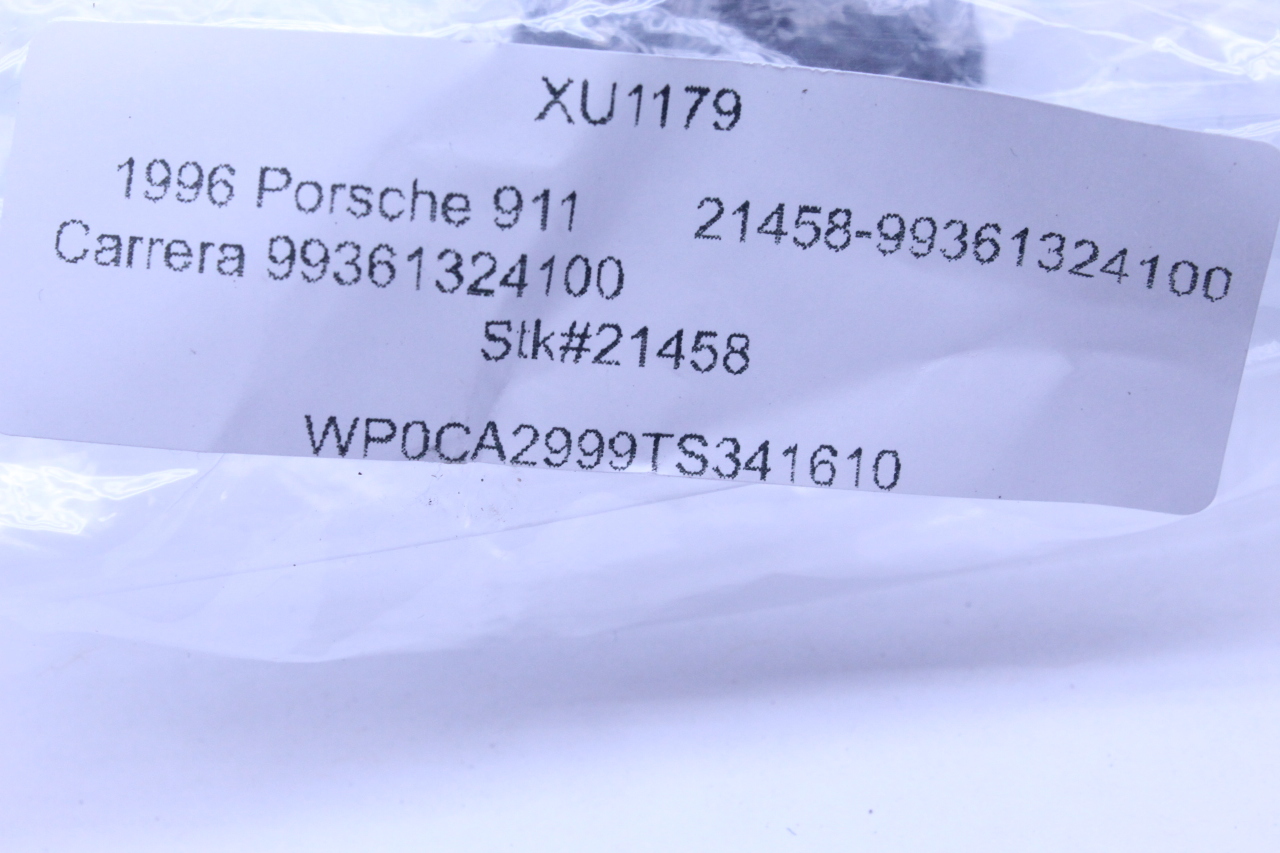 XU1179
1996 Porsche 911
Carrera 99361324100
21458-99361324100
Stk#21458
WP0CA2999TS341610